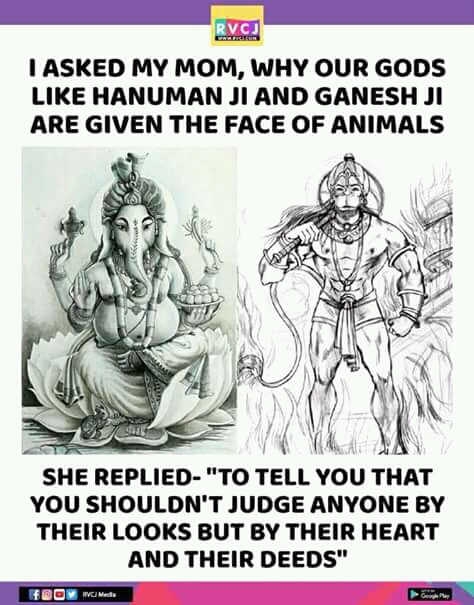 RVCJ
WWW.RVCJ.COM
I ASKED MY MOM, WHY OUR GODS
LIKE HANUMAN JI AND GANESH JI
ARE GIVEN THE FACE OF ANIMALS
SHE REPLIED- "TO TELL YOU THAT
YOU SHOULDN'T JUDGE ANYONE BY
THEIR LOOKS BUT BY THEIR HEART
AND THEIR DEEDS"
RVCJ Media
Google Play